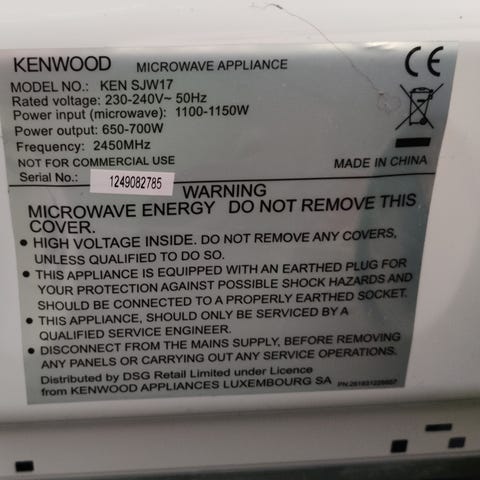 KENWOOD MICROWAVE APPLIANCE
MODEL NO.: KEN SJW17
Rated voltage: 230-240V~ 50Hz
Power input (microwave): 1100-1150W
Power output: 650-700W
Frequency: 2450MHz
NOT FOR COMMERCIAL USE MADE IN CHINA
Serial No.: 1249082785
WARNING
MICROWAVE ENERGY DO NOT REMOVE THIS
COVER.
• HIGH VOLTAGE INSIDE. DO NOT REMOVE ANY COVERS,
UNLESS QUALIFIED TO DO SO.
• THIS APPLIANCE IS EQUIPPED WITH AN EARTHED PLUG FOR
YOUR PROTECTION AGAINST POSSIBLE SHOCK HAZARDS AND
SHOULD BE CONNECTED TO A PROPERLY EARTHED SOCKET.
• THIS APPLIANCE, SHOULD ONLY BE SERVICED BY A
QUALIFIED SERVICE ENGINEER.
• DISCONNECT FROM THE MAINS SUPPLY, BEFORE REMOVING
ANY PANELS OR CARRYING OUT ANY SERVICE OPERATIONS.
Distributed by DSG Retail Limited under Licence
from KENWOOD APPLIANCES LUXEMBOURG SA